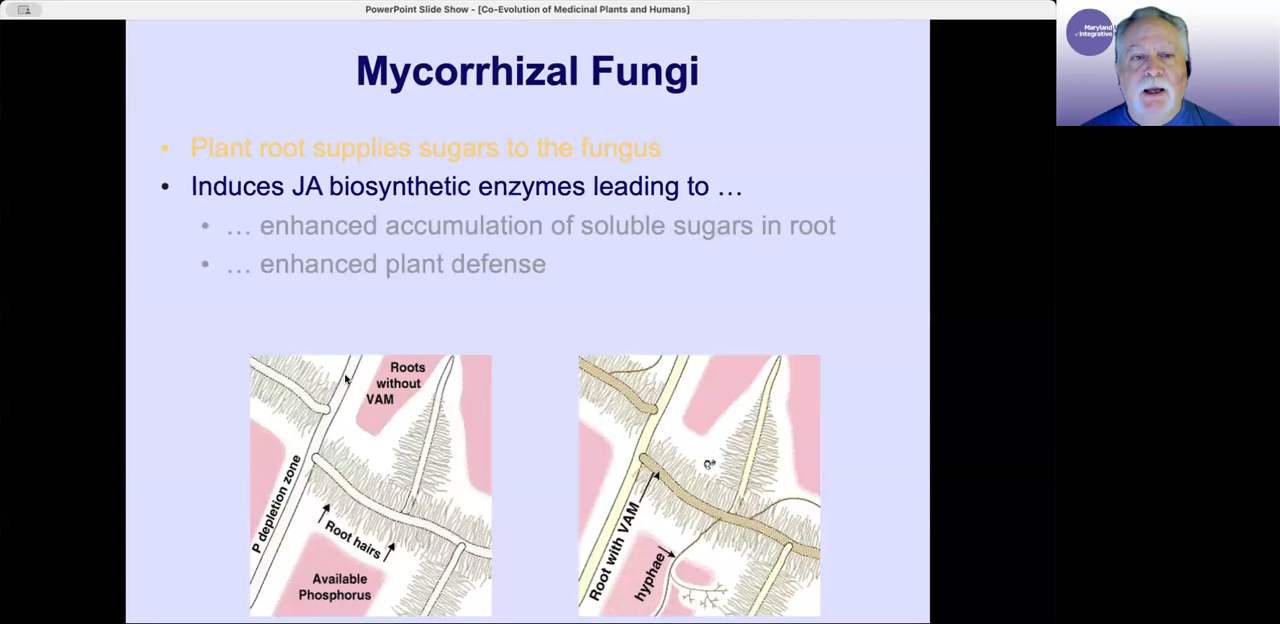 PowerPoint Slide Show - [Co-Evolution of Medicinal Plants and Humans]
Maryland
of Integrative
Mycorrhizal Fungi
• Plant root supplies sugars to the fungus
• Induces JA biosynthetic enzymes leading to …
• … enhanced accumulation of soluble sugars in root
• … enhanced plant defense
Roots
without
VAM
P depletion zone
Root hairs
Available
Phosphorus
Root with VAM
hyphae